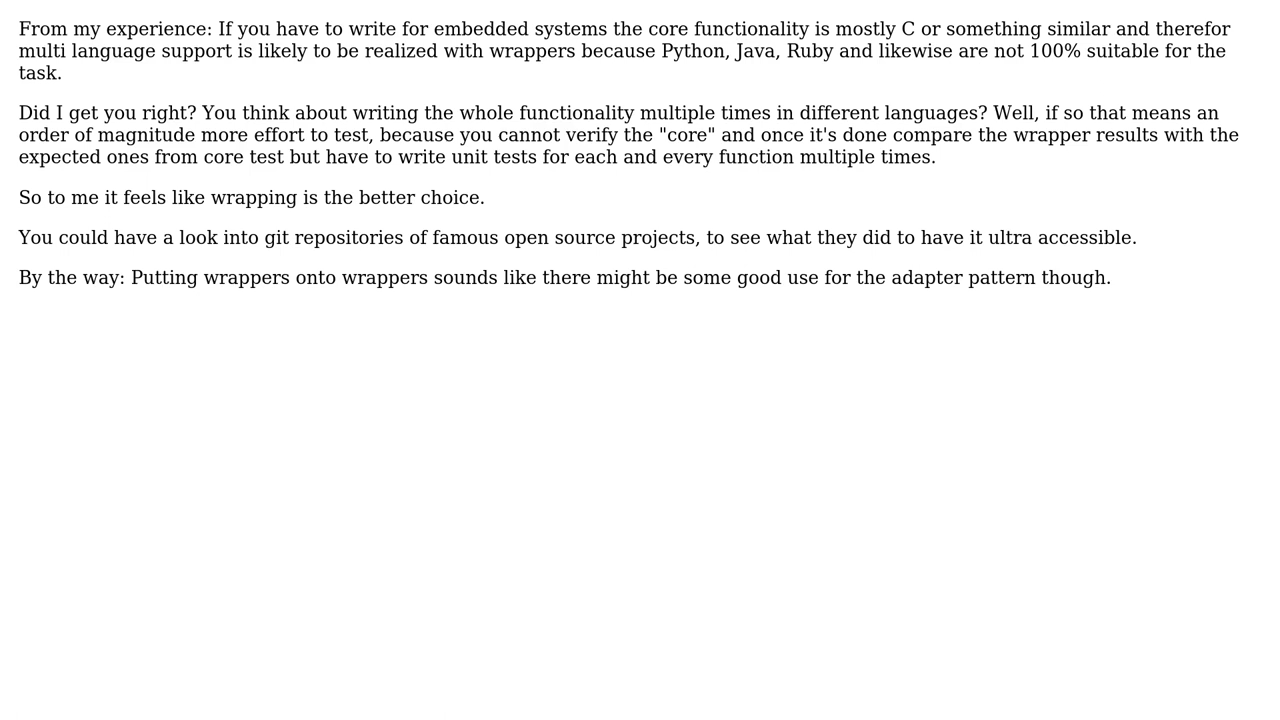 From my experience: If you have to write for embedded systems the core functionality is mostly C or something similar and therefor
multi language support is likely to be realized with wrappers because Python, Java, Ruby and likewise are not 100% suitable for the
task.
Did I get you right? You think about writing the whole functionality multiple times in different languages? Well, if so that means an
order of magnitude more effort to test, because you cannot verify the "core" and once it's done compare the wrapper results with the
expected ones from core test but have to write unit tests for each and every function multiple times.
So to me it feels like wrapping is the better choice.
You could have a look into git repositories of famous open source projects, to see what they did to have it ultra accessible.
By the way: Putting wrappers onto wrappers sounds like there might be some good use for the adapter pattern though.